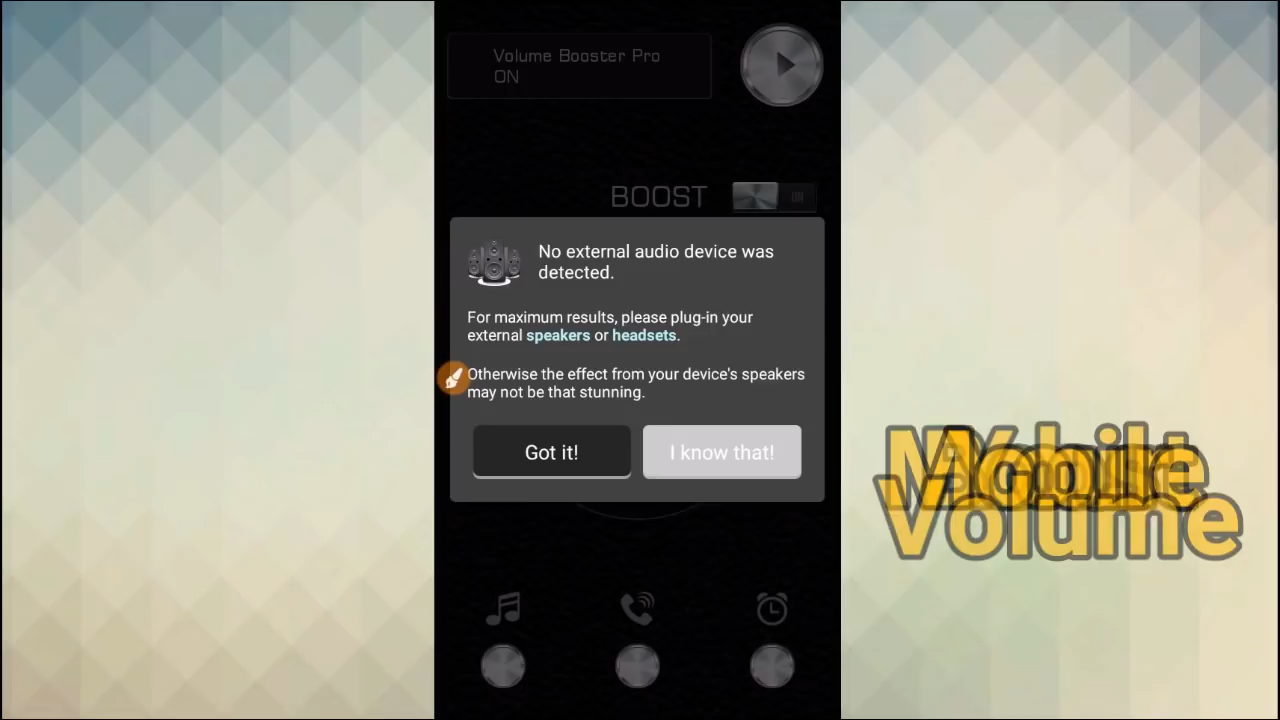 Volume Booster Pro
ON
BOOST
No external audio device was
detected.
For maximum results, please plug-in your
external speakers or headsets.
Otherwise the effect from your device's speakers
may not be that stunning.
Got it!
I know that!
Mobile
Volume